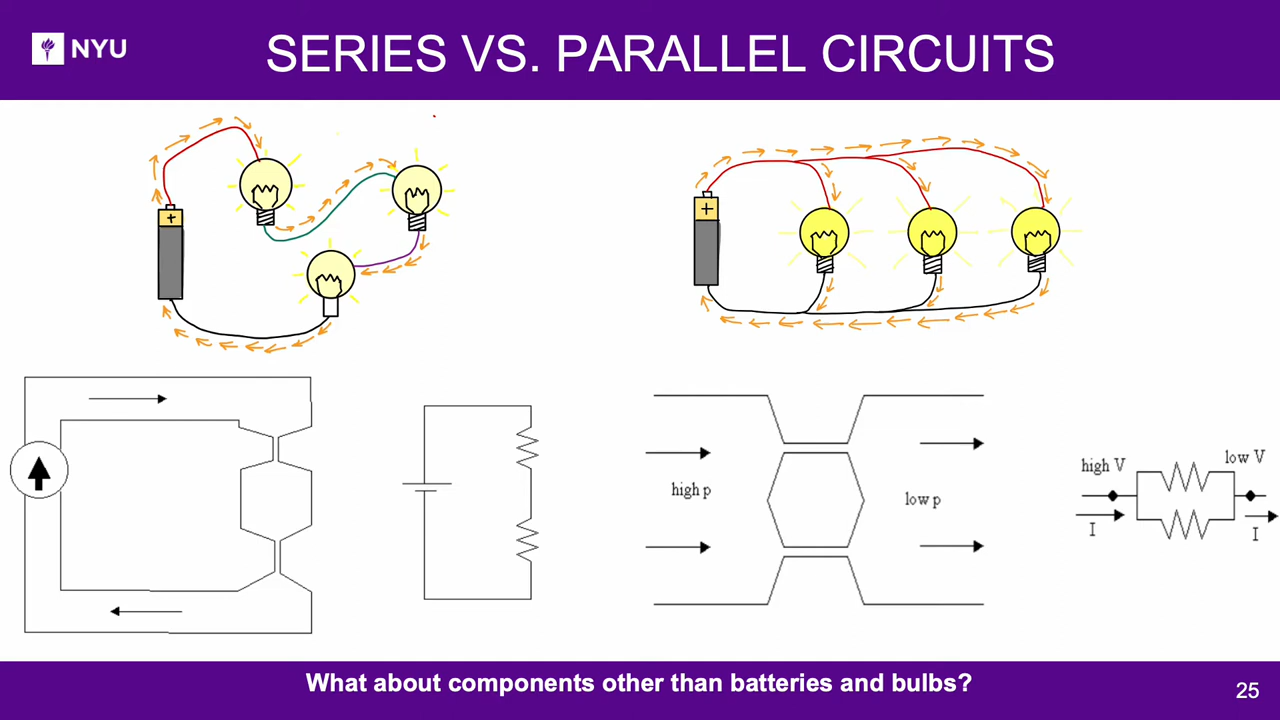 NYU
SERIES VS. PARALLEL CIRCUITS
+
+
high p
low p
high V
low V
I
I
What about components other than batteries and bulbs?
25